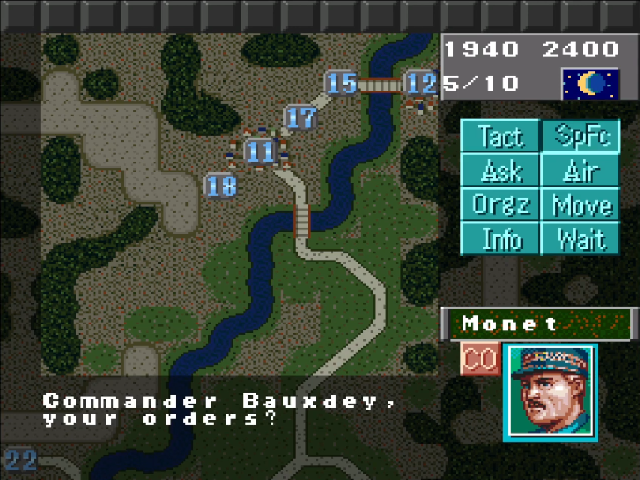 1940 2400
5/10
15
12
17
11
18
Tact SpFc
Ask Air
Orgz Move
Info Wait
Monet
CO
Commander Bauxdey,
your orders?
22